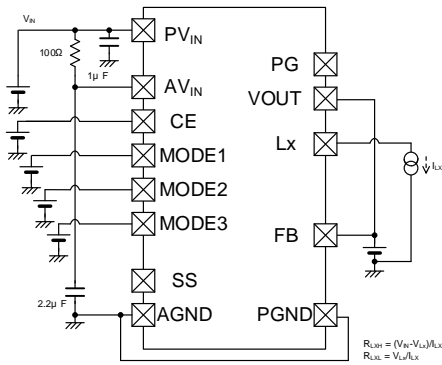 VIN
PVIN
100Ω
1μ F
PG
AVIN
VOUT
CE
Lx
MODE1
ILX
MODE2
MODE3
FB
SS
2.2μ F
AGND
PGND
RLXH = (VIN-VLx)/ILX
RLXL = VLx/ILX